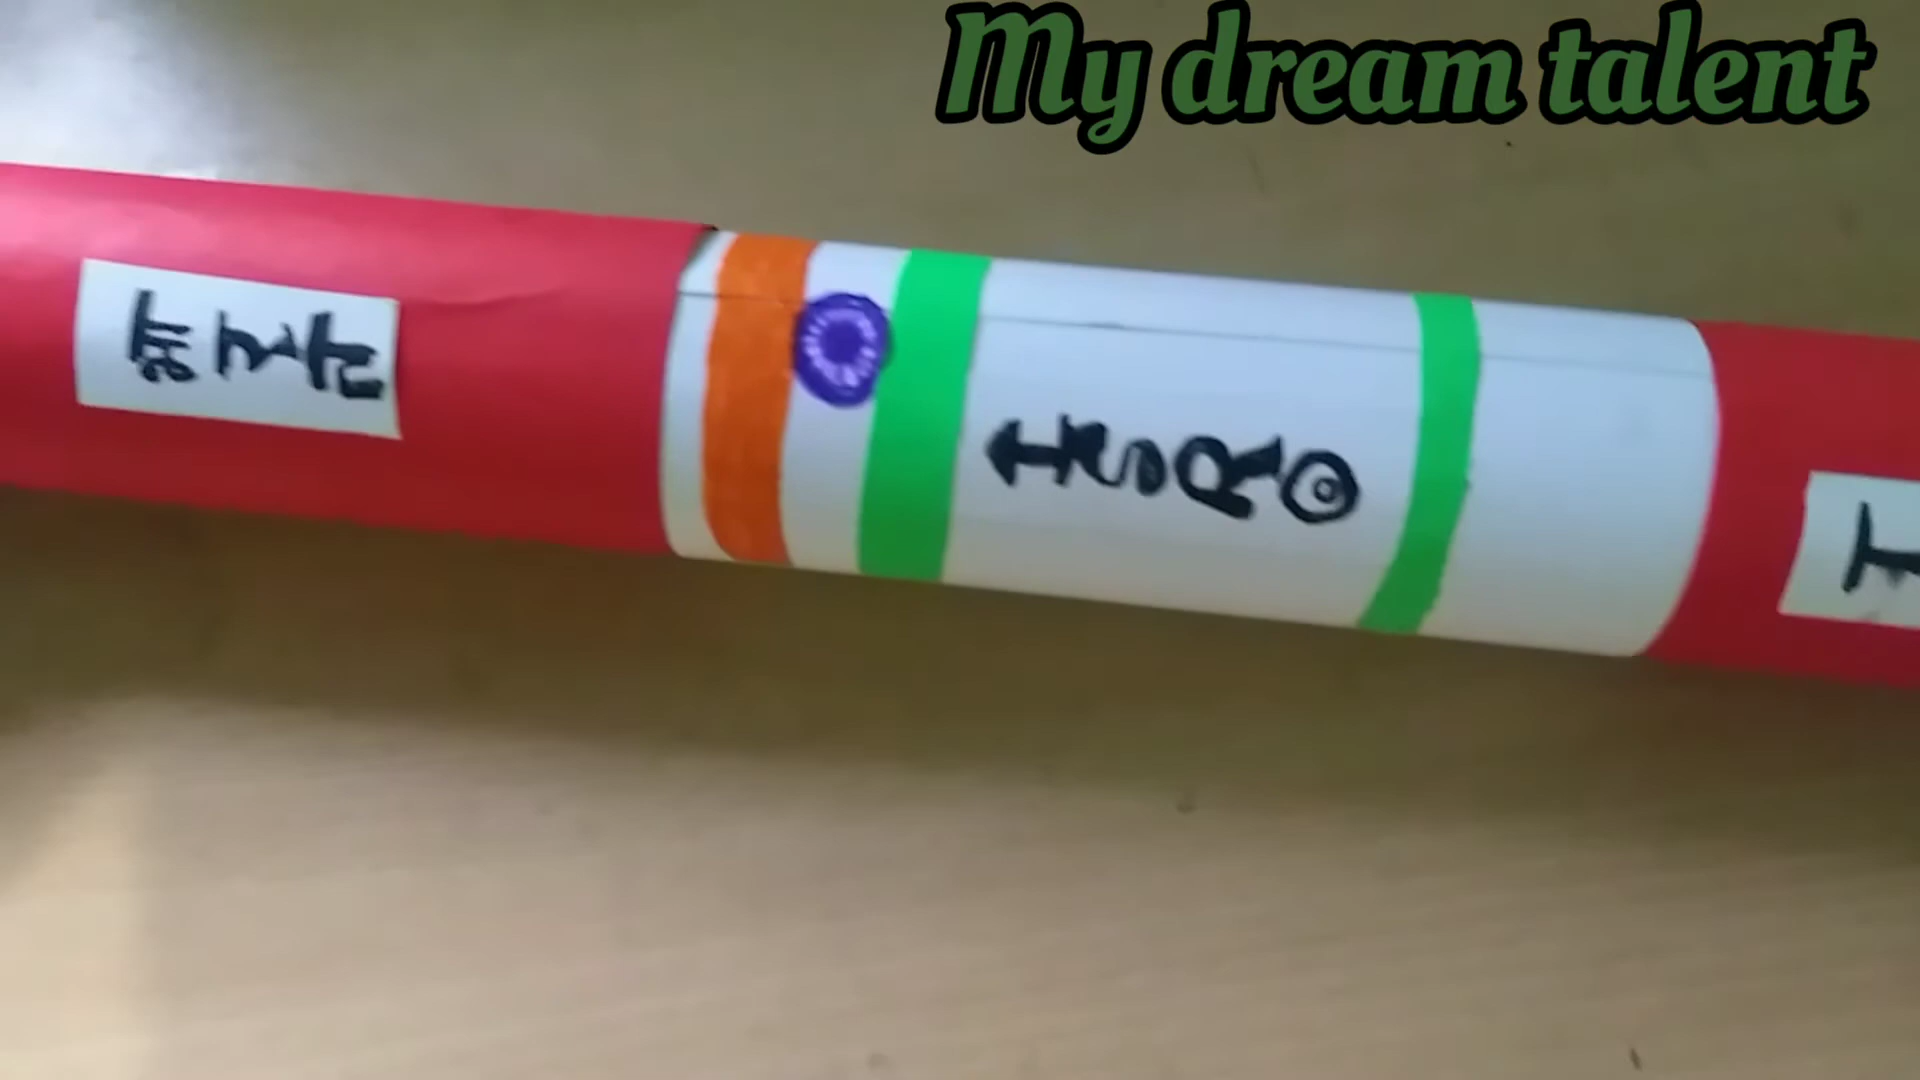 My dream talent
भारत
ISRO
I